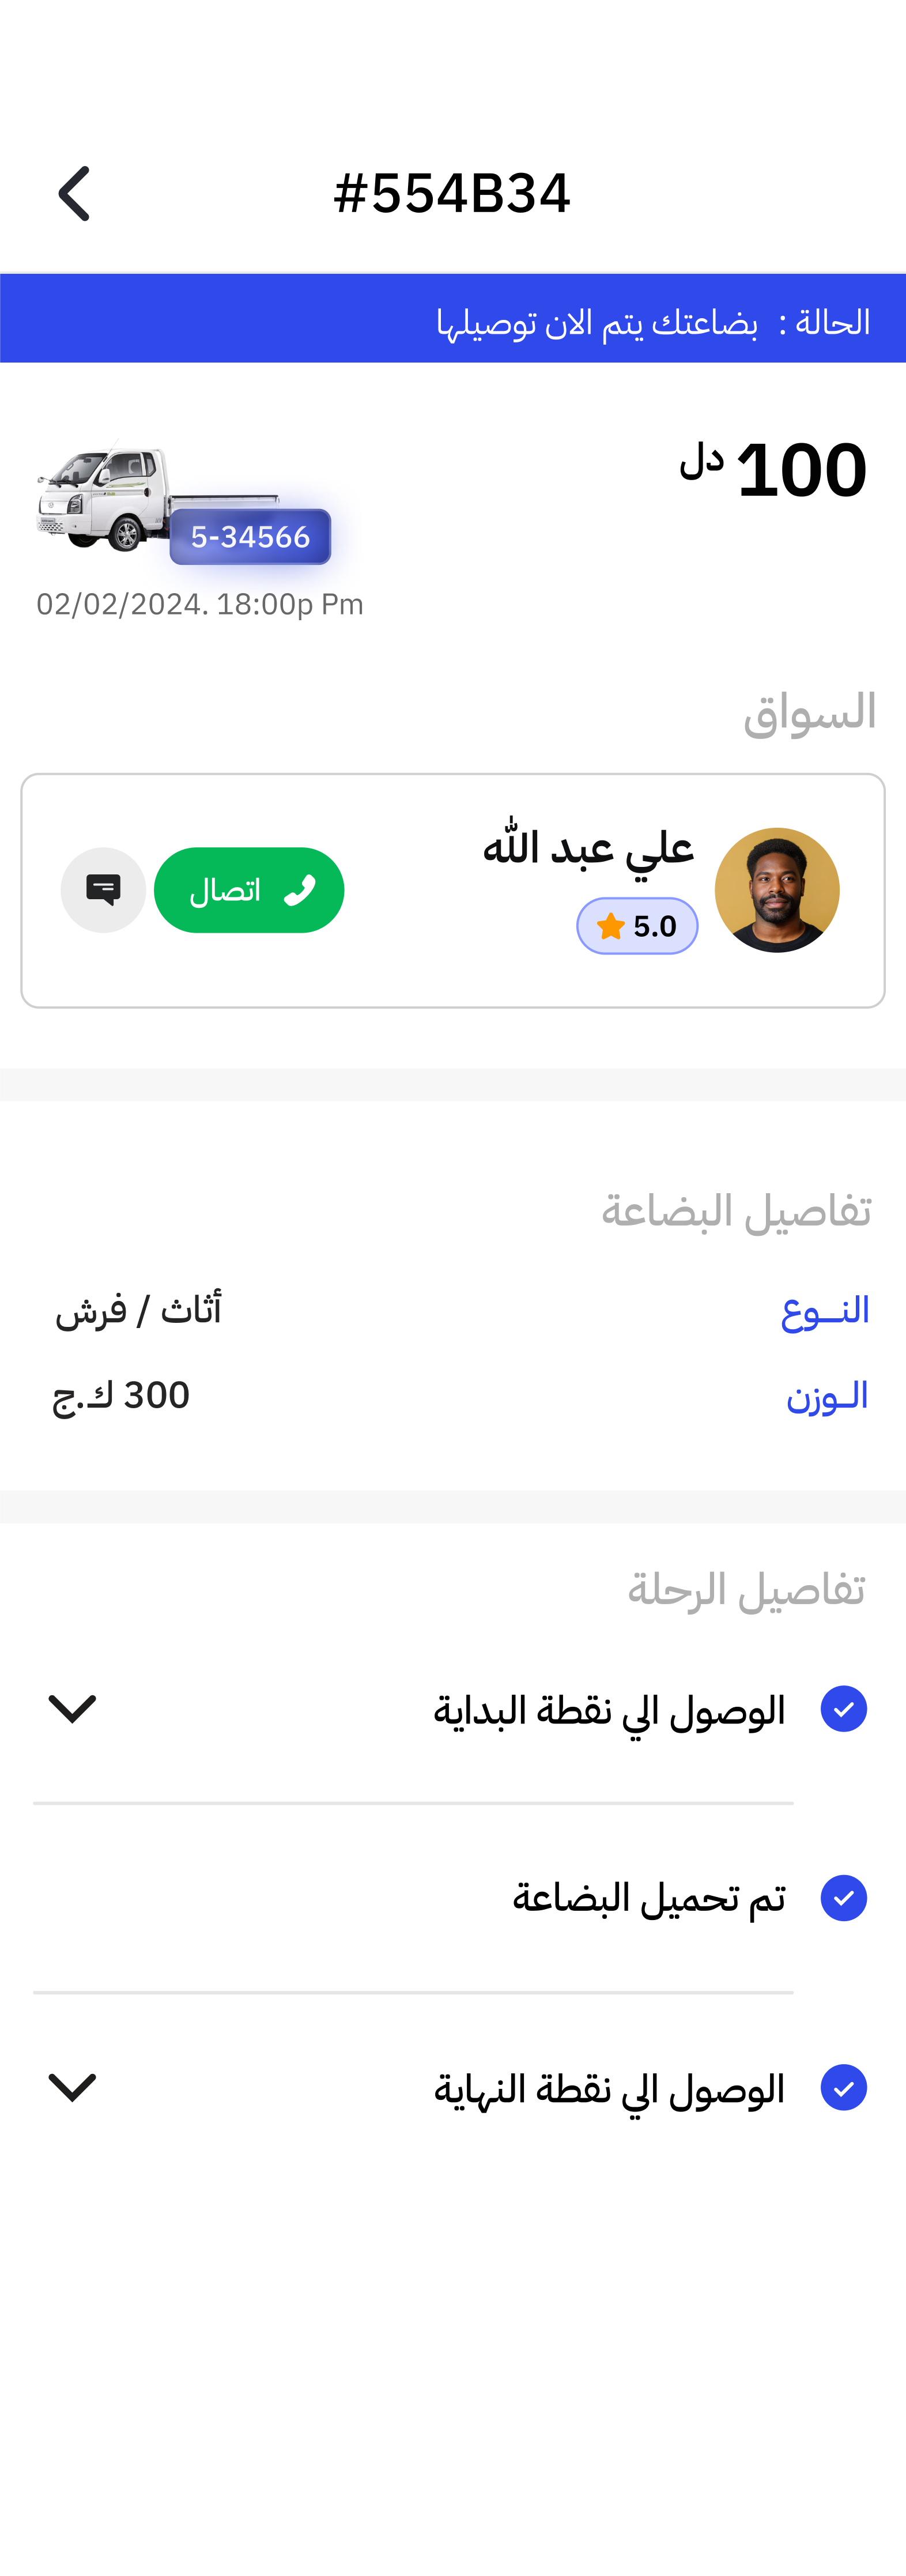 #554B34
الحالة : بضاعتك يتم الان توصيلها
100 دل
5-34566
02/02/2024. 18:00p Pm
السواق
علي عبد الله
5.0
اتصال
تفاصيل البضاعة
النــوع أثاث / فرش
الــوزن 300 ك.ج
تفاصيل الرحلة
الوصول الي نقطة البداية
تم تحميل البضاعة
الوصول الي نقطة النهاية